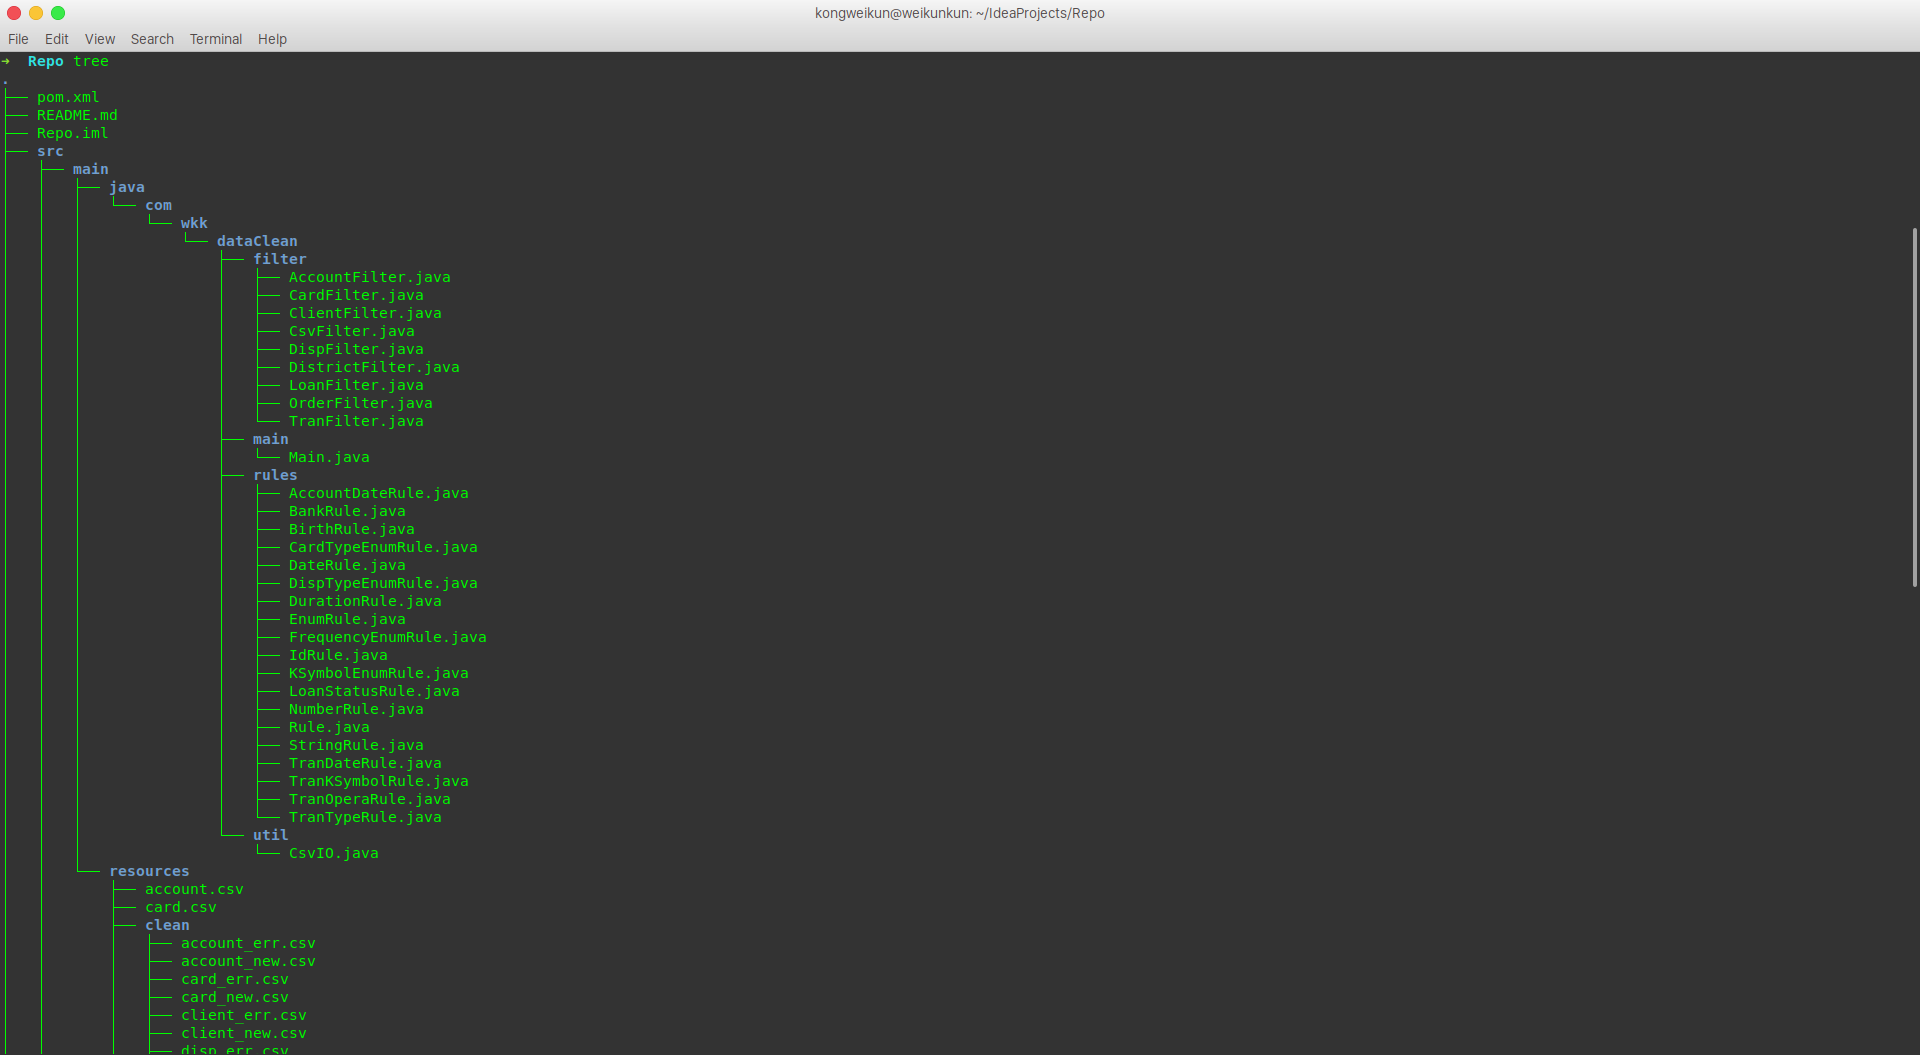 kongweikun@weikunkun: ~/IdeaProjects/Repo
File Edit View Search Terminal Help
➜  Repo tree
.
├── pom.xml
├── README.md
├── Repo.iml
├── src
│   ├── main
│   │   ├── java
│   │   │   └── com
│   │   │       └── wkk
│   │   │           └── dataClean
│   │   │               ├── filter
│   │   │               │   ├── AccountFilter.java
│   │   │               │   ├── CardFilter.java
│   │   │               │   ├── ClientFilter.java
│   │   │               │   ├── CsvFilter.java
│   │   │               │   ├── DispFilter.java
│   │   │               │   ├── DistrictFilter.java
│   │   │               │   ├── LoanFilter.java
│   │   │               │   ├── OrderFilter.java
│   │   │               │   └── TranFilter.java
│   │   │               ├── main
│   │   │               │   └── Main.java
│   │   │               ├── rules
│   │   │               │   ├── AccountDateRule.java
│   │   │               │   ├── BankRule.java
│   │   │               │   ├── BirthRule.java
│   │   │               │   ├── CardTypeEnumRule.java
│   │   │               │   ├── DateRule.java
│   │   │               │   ├── DispTypeEnumRule.java
│   │   │               │   ├── DurationRule.java
│   │   │               │   ├── EnumRule.java
│   │   │               │   ├── FrequencyEnumRule.java
│   │   │               │   ├── IdRule.java
│   │   │               │   ├── KSymbolEnumRule.java
│   │   │               │   ├── LoanStatusRule.java
│   │   │               │   ├── NumberRule.java
│   │   │               │   ├── Rule.java
│   │   │               │   ├── StringRule.java
│   │   │               │   ├── TranDateRule.java
│   │   │               │   ├── TranKSymbolRule.java
│   │   │               │   ├── TranOperaRule.java
│   │   │               │   └── TranTypeRule.java
│   │   │               └── util
│   │   │                   └── CsvIO.java
│   │   └── resources
│   │       ├── account.csv
│   │       ├── card.csv
│   │       ├── clean
│   │       │   ├── account_err.csv
│   │       │   ├── account_new.csv
│   │       │   ├── card_err.csv
│   │       │   ├── card_new.csv
│   │       │   ├── client_err.csv
│   │       │   ├── client_new.csv
│   │       │   ├── disp_err.csv